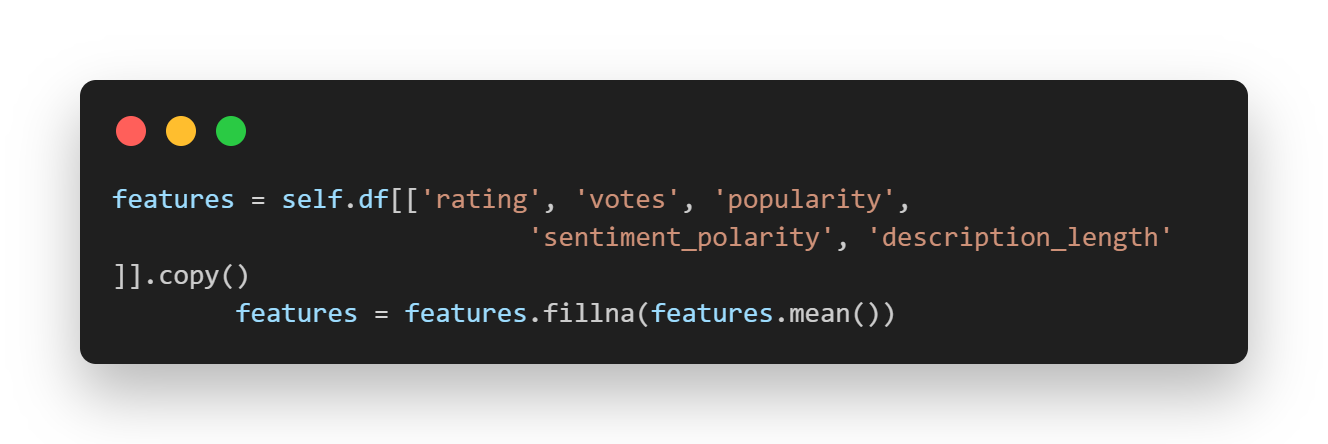 features = self.df[['rating', 'votes', 'popularity',
                           'sentiment_polarity', 'description_length'
]].copy()
        features = features.fillna(features.mean())